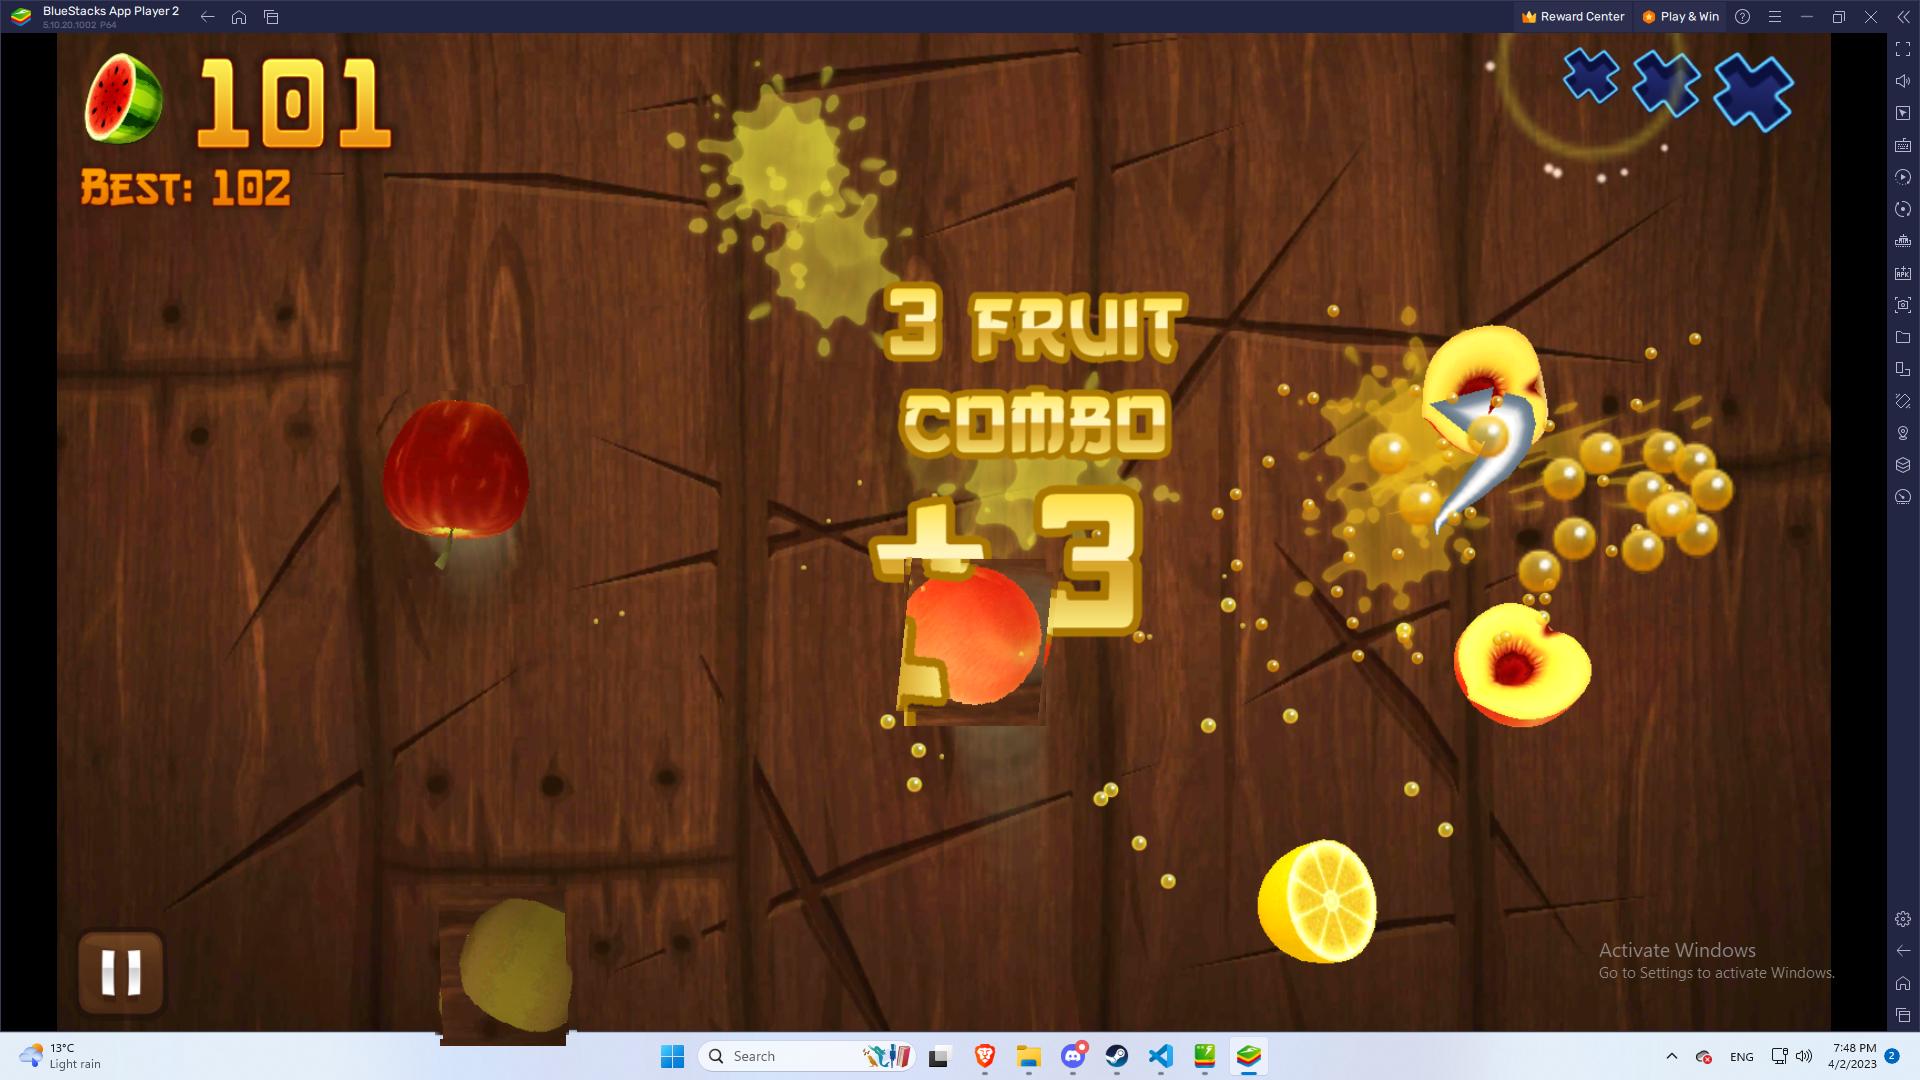 BlueStacks App Player 2
5.10.20.1002 P64
Reward Center
Play & Win
101
BEST: 102
3 FRUIT
COMBO
+3
APK
Activate Windows
Go to Settings to activate Windows.
13°C
Light rain
Search
ENG
7:48 PM
4/2/2023
2